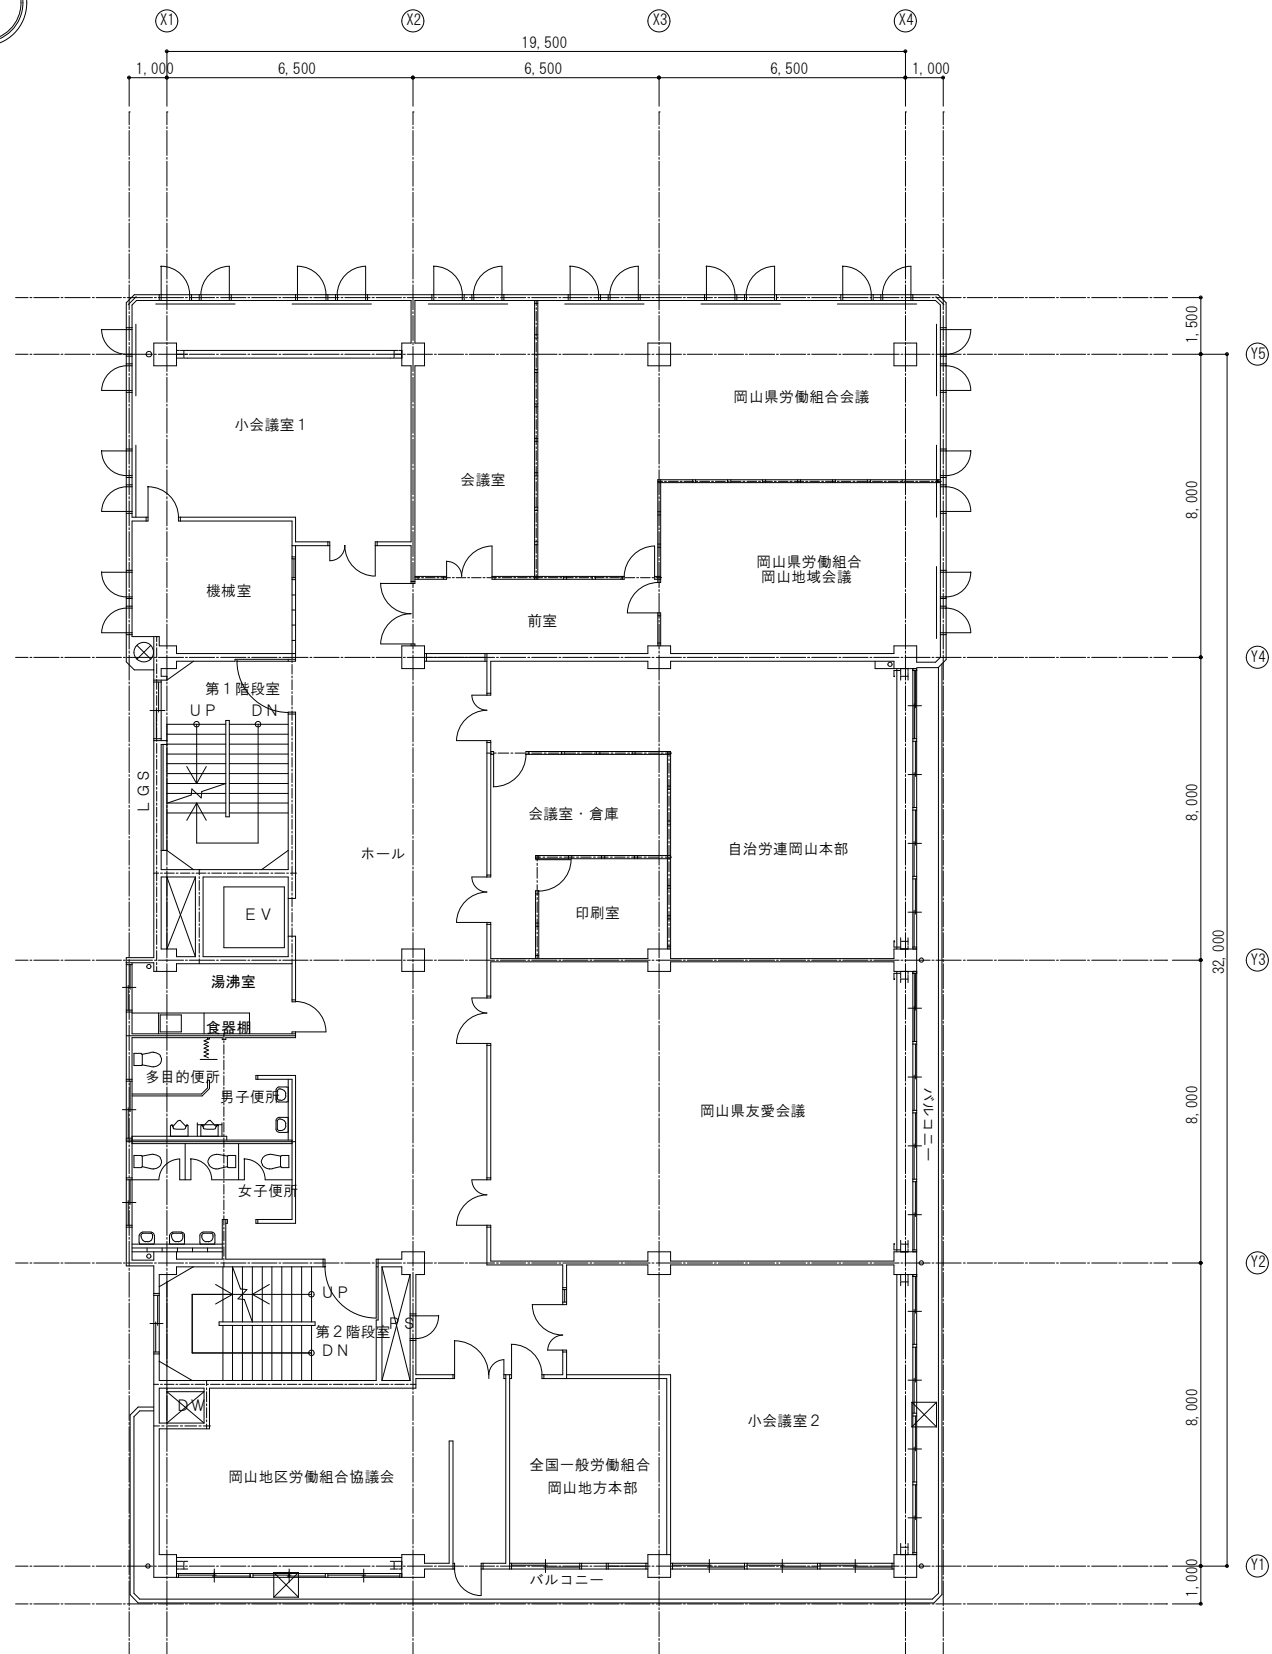 X1
X2
X3
X4
19,500
1,000
6,500
6,500
6,500
1,000
1,500
Y5
岡山県労働組合会議
小会議室1
会議室
8,000
岡山県労働組合
岡山地域会議
機械室
前室
Y4
第1階段室
UP
DN
LGS
会議室・倉庫
8,000
ホール
自治労連岡山本部
EV
印刷室
32,000
Y3
湯沸室
食器棚
多目的便所
男子便所
岡山県友愛会議
バルコニー
8,000
女子便所
Y2
UP
PS
第2階段室
DN
DW
小会議室2
8,000
岡山地区労働組合協議会
全国一般労働組合
岡山地方本部
Y1
バルコニー
1,000